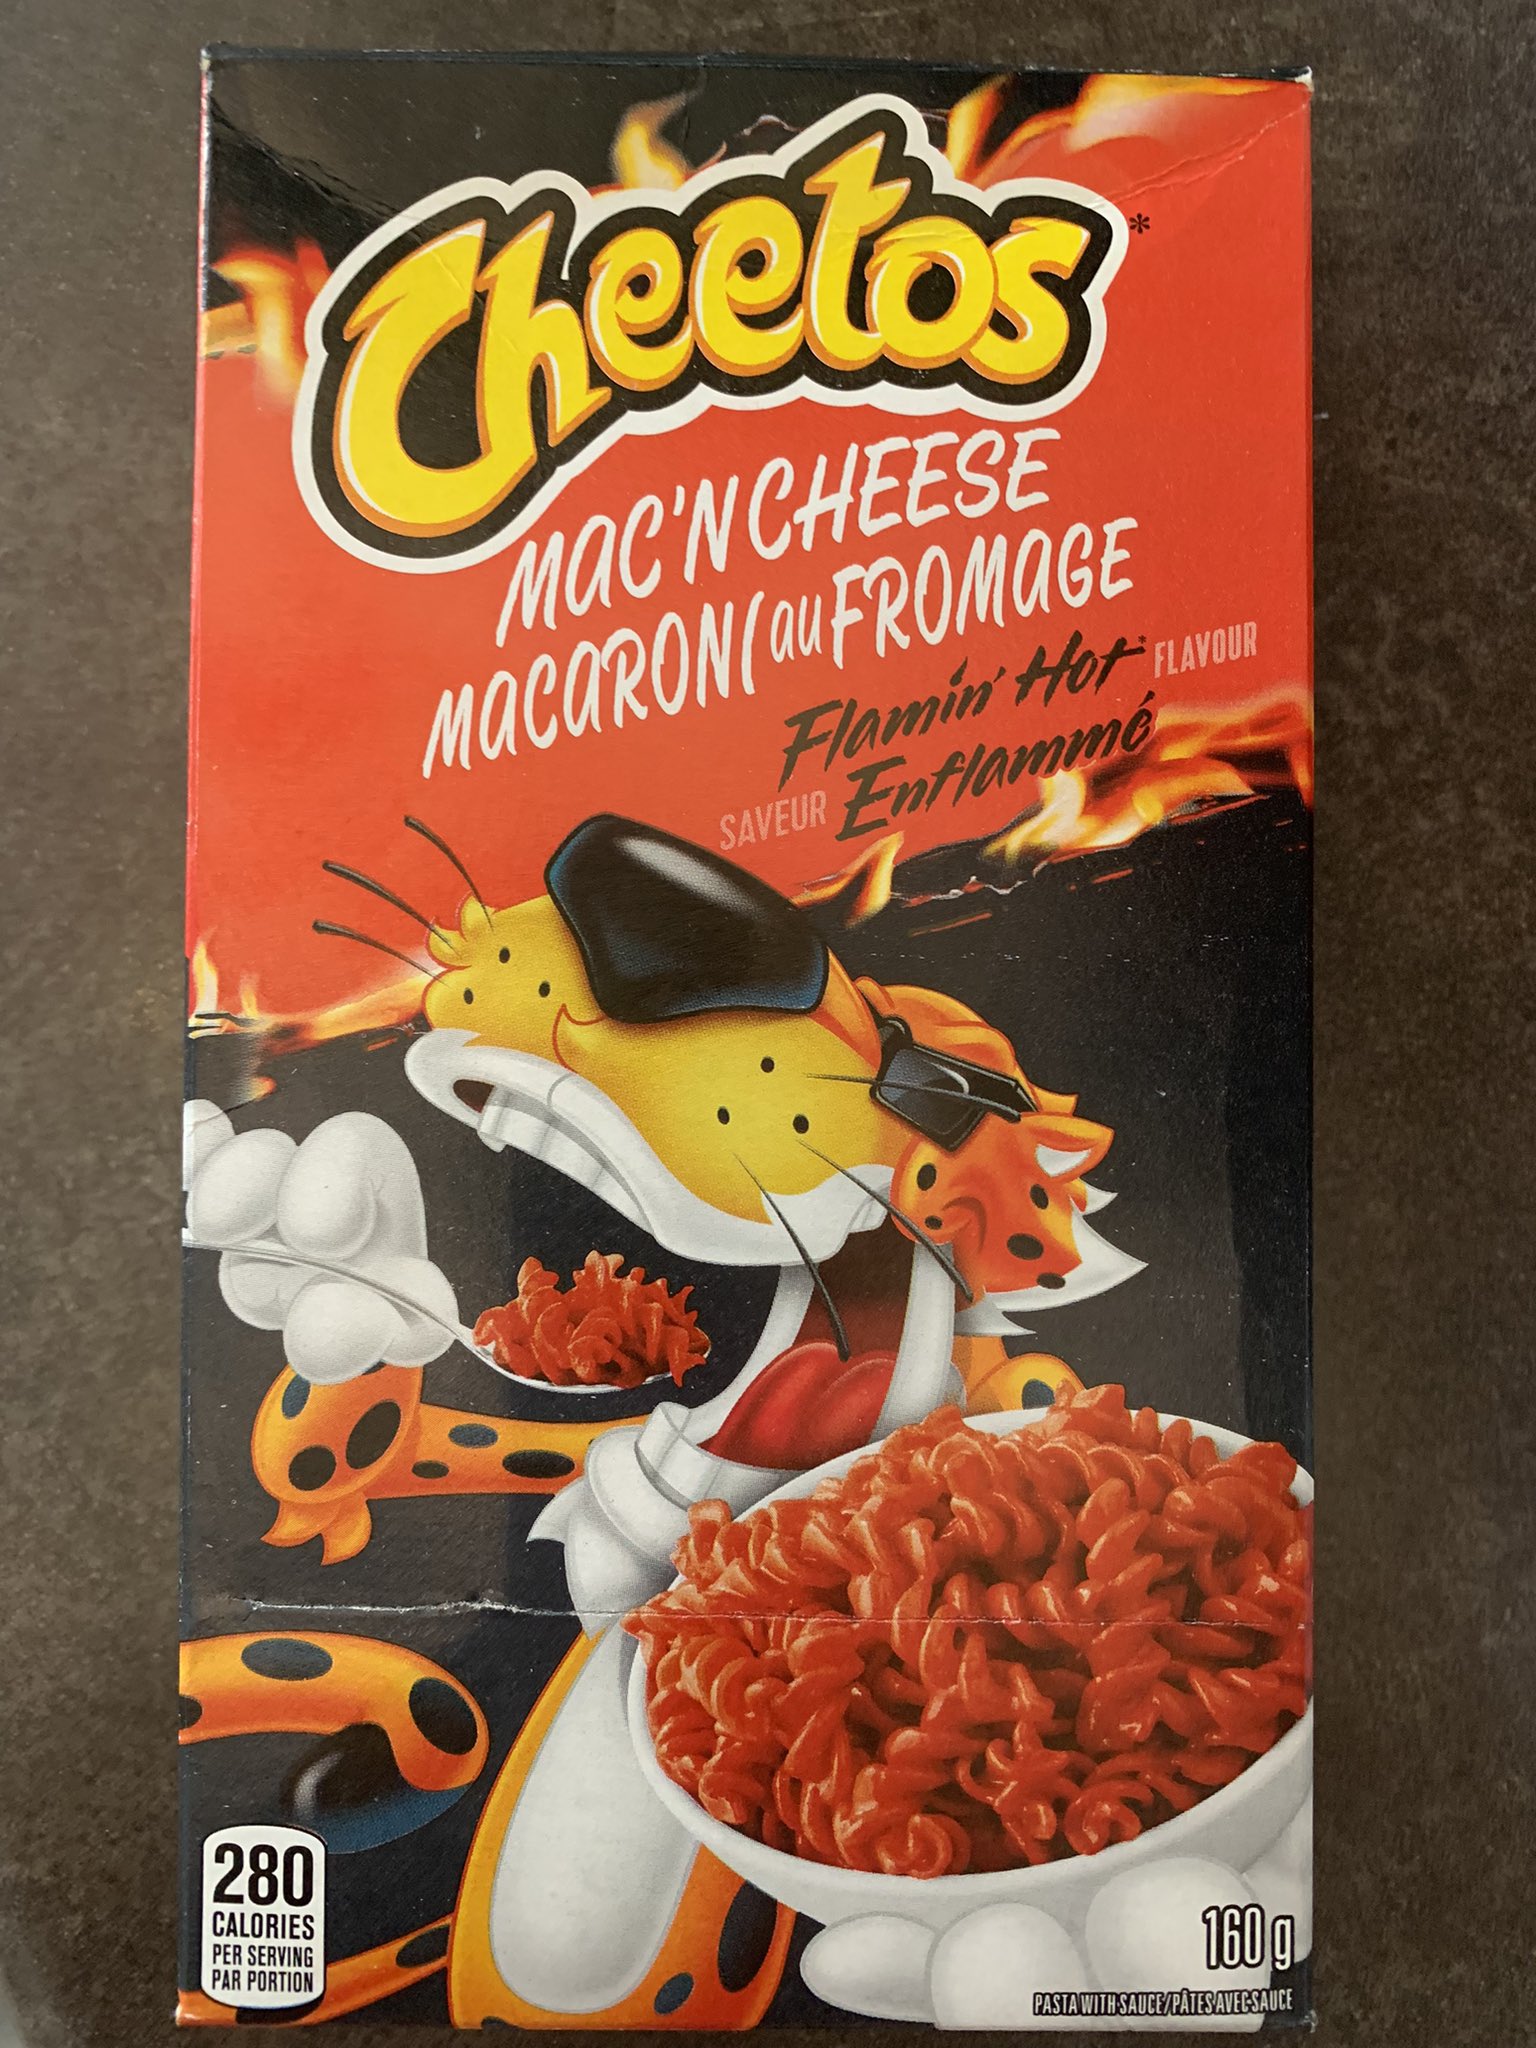 Cheetos*
MAC'N CHEESE
MACARONI au FROMAGE
Flamin' Hot* FLAVOUR
SAVEUR Enflammé
280
CALORIES
PER SERVING
PAR PORTION
160 g
PASTA WITH SAUCE/PÂTES AVEC SAUCE